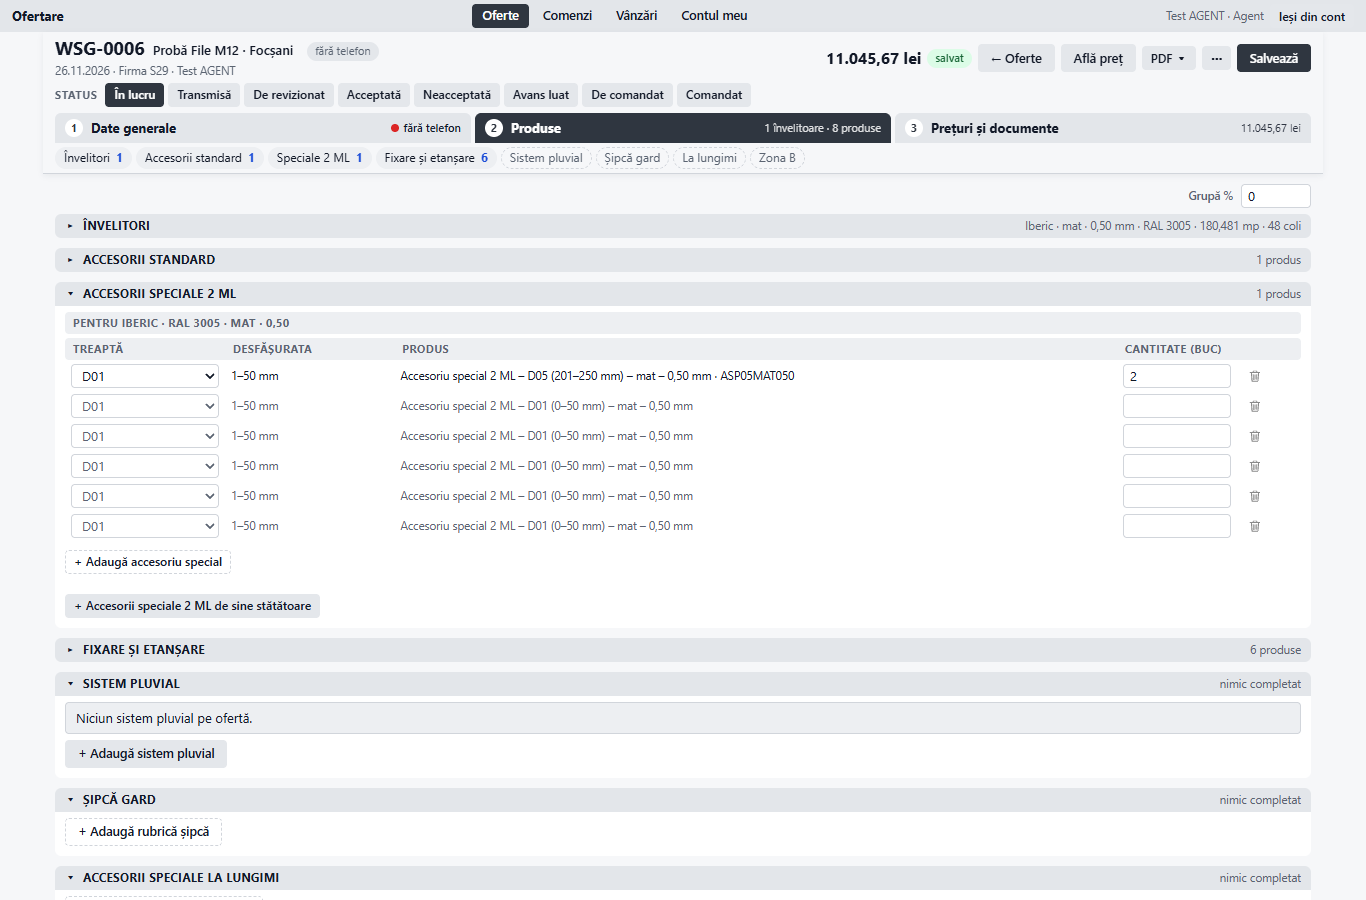 Ofertare
Oferte Comenzi Vânzări Contul meu
Test AGENT · Agent Ieși din cont
WSG-0006 Probă File M12 · Focșani fără telefon
26.11.2026 · Firma S29 · Test AGENT
11.045,67 lei salvat ← Oferte Află preț PDF ▾ ··· Salvează
STATUS În lucru Transmisă De revizionat Acceptată Neacceptată Avans luat De comandat Comandat
1 Date generale fără telefon
2 Produse 1 învelitoare · 8 produse
3 Prețuri și documente 11.045,67 lei
Învelitori 1 Accesorii standard 1 Speciale 2 ML 1 Fixare și etanșare 6 Sistem pluvial Șipcă gard La lungimi Zona B
Grupă % 0
▸ ÎNVELITORI Iberic · mat · 0,50 mm · RAL 3005 · 180,481 mp · 48 coli
▸ ACCESORII STANDARD 1 produs
▾ ACCESORII SPECIALE 2 ML 1 produs
PENTRU IBERIC · RAL 3005 · MAT · 0,50
TREAPTĂ DESFĂȘURATA PRODUS CANTITATE (BUC)
D01 1–50 mm Accesoriu special 2 ML – D05 (201–250 mm) – mat – 0,50 mm · ASP05MAT050 2
D01 1–50 mm Accesoriu special 2 ML – D01 (0–50 mm) – mat – 0,50 mm
D01 1–50 mm Accesoriu special 2 ML – D01 (0–50 mm) – mat – 0,50 mm
D01 1–50 mm Accesoriu special 2 ML – D01 (0–50 mm) – mat – 0,50 mm
D01 1–50 mm Accesoriu special 2 ML – D01 (0–50 mm) – mat – 0,50 mm
D01 1–50 mm Accesoriu special 2 ML – D01 (0–50 mm) – mat – 0,50 mm
+ Adaugă accesoriu special
+ Accesorii speciale 2 ML de sine stătătoare
▸ FIXARE ȘI ETANȘARE 6 produse
▾ SISTEM PLUVIAL nimic completat
Niciun sistem pluvial pe ofertă.
+ Adaugă sistem pluvial
▾ ȘIPCĂ GARD nimic completat
+ Adaugă rubrică șipcă
▾ ACCESORII SPECIALE LA LUNGIMI nimic completat